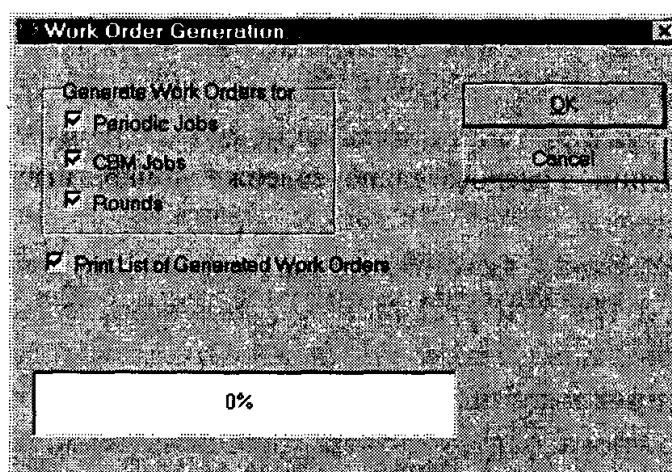 Work Order Generation
Generate Work Orders for
Periodic Jobs
CBM Jobs
Rounds
Print List of Generated Work Orders
OK
Cancel
0%